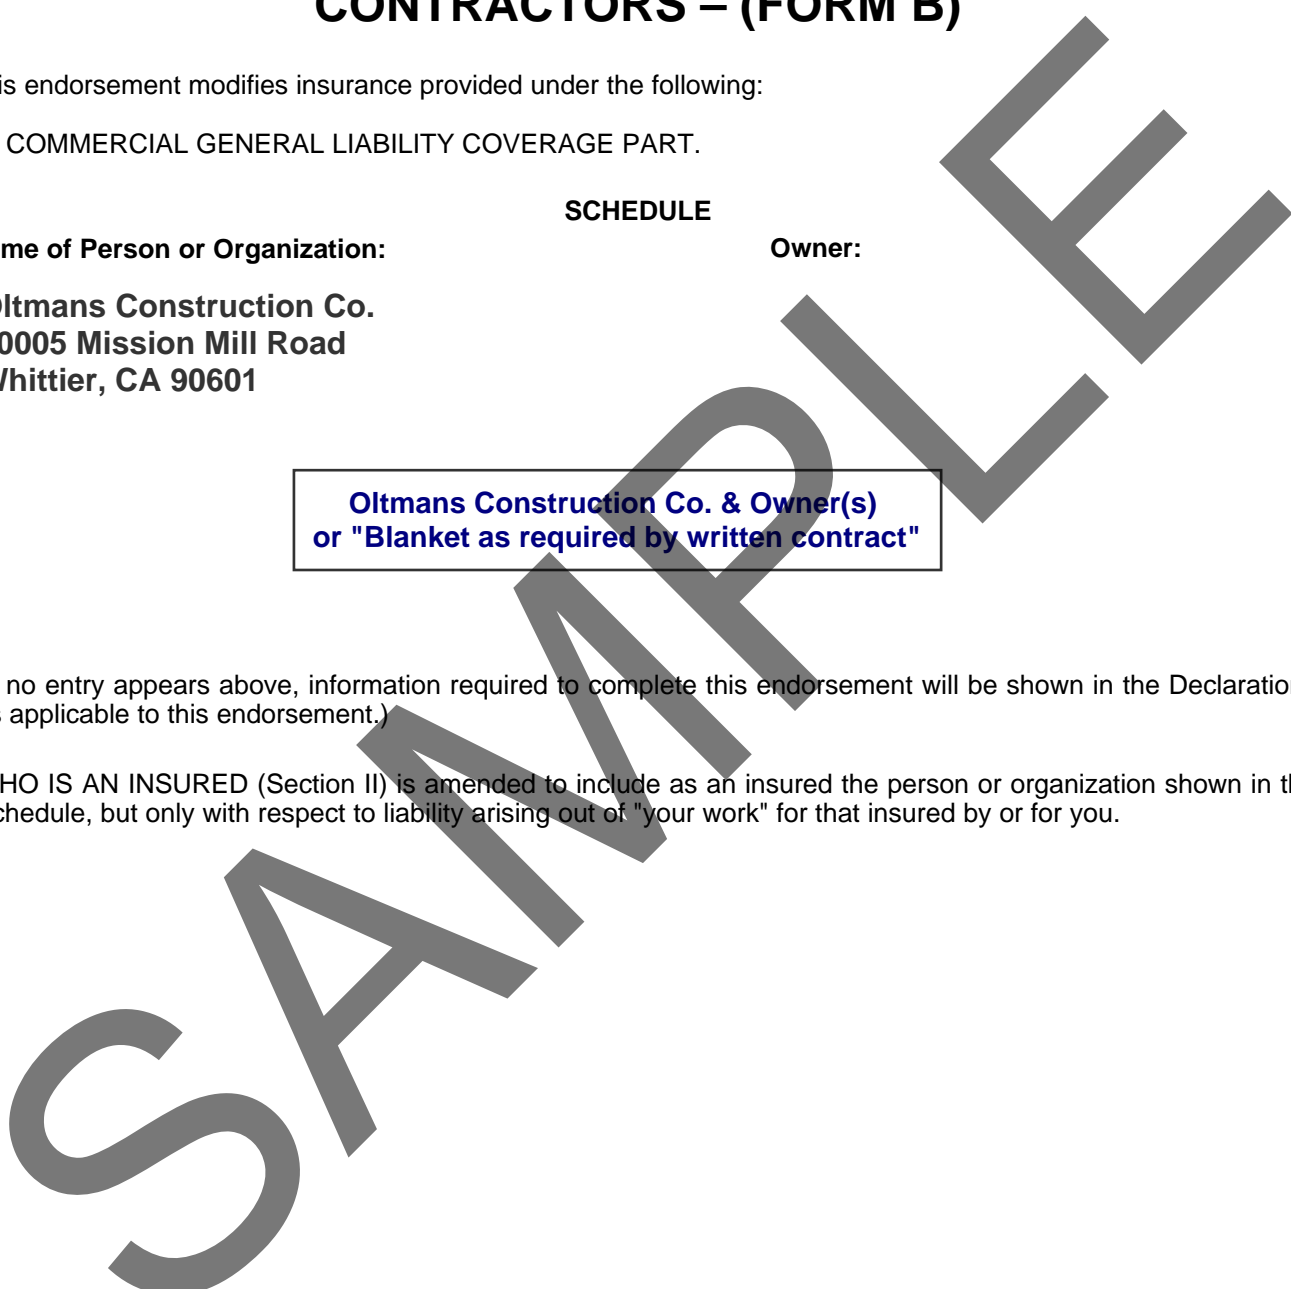 CONTRACTORS – (FORM B)
is endorsement modifies insurance provided under the following:
COMMERCIAL GENERAL LIABILITY COVERAGE PART.
SCHEDULE
me of Person or Organization: Owner:
Oltmans Construction Co.
0005 Mission Mill Road
Whittier, CA 90601
Oltmans Construction Co. & Owner(s)
or "Blanket as required by written contract"
no entry appears above, information required to complete this endorsement will be shown in the Declaration
s applicable to this endorsement.)
HO IS AN INSURED (Section II) is amended to include as an insured the person or organization shown in th
chedule, but only with respect to liability arising out of "your work" for that insured by or for you.
SAMPLE